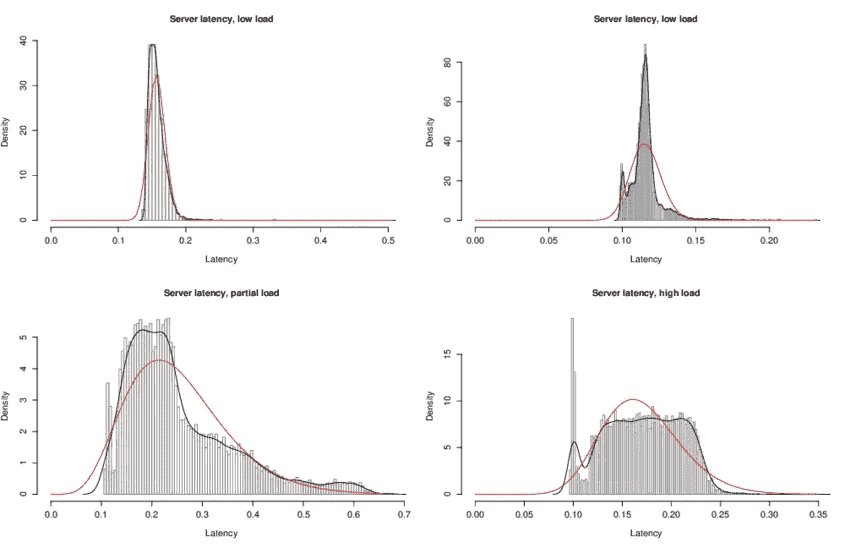 Server latency, low load
Density
0 10 20 30 40
0.0 0.1 0.2 0.3 0.4 0.5
Latency
Server latency, low load
Density
0 20 40 60 80
0.00 0.05 0.10 0.15 0.20
Latency
Server latency, partial load
Density
0 1 2 3 4 5
0.0 0.1 0.2 0.3 0.4 0.5 0.6 0.7
Latency
Server latency, high load
Density
0 5 10 15
0.00 0.05 0.10 0.15 0.20 0.25 0.30 0.35
Latency